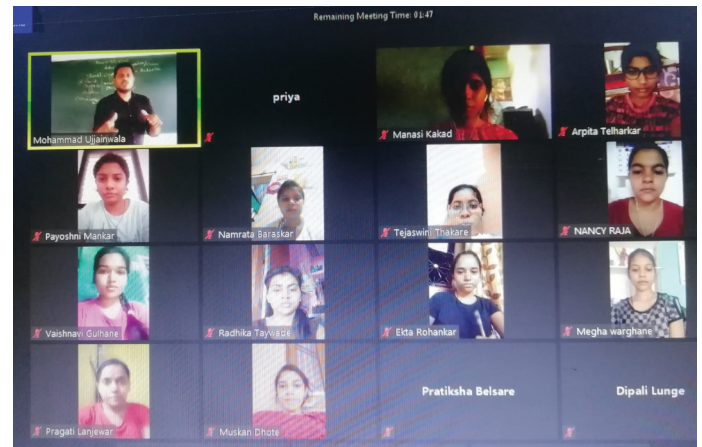 Remaining Meeting Time: 01:47
Mohammad Ujjainwala
priya
Manasi Kakad
Arpita Telharkar
Payoshni Mankar
Namrata Baraskar
Tejaswini Thakare
NANCY RAJA
Vaishnavi Gulhane
Radhika Taywade
Ekta Rohankar
Megha warghane
Pragati Lanjewar
Muskan Dhote
Pratiksha Belsare
Dipali Lunge